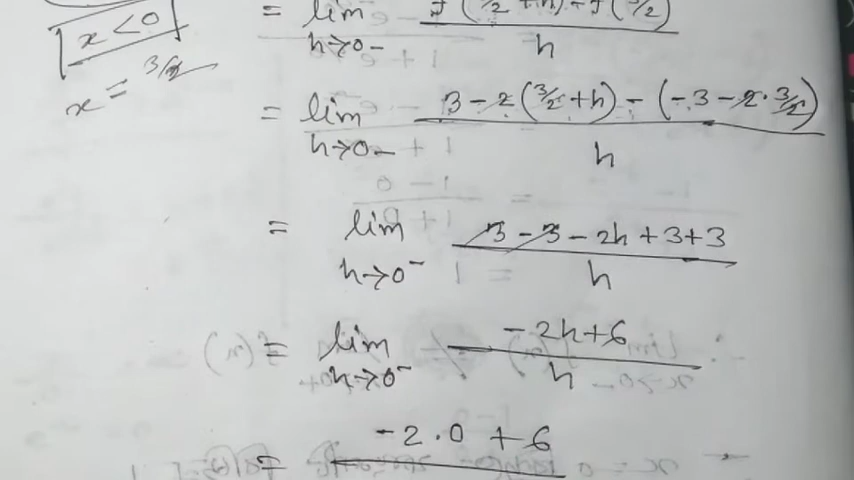 x < 0
= lim h→0- f(3/2 + h) - f(3/2) / h
x = 3/2
= lim h→0- 3 - 2(3/2 + h) - (-3 - 2·3/2) / h
= lim h→0- 3 - 3 - 2h + 3 + 3 / h
= lim h→0- -2h + 6 / h
= -2.0 + 6